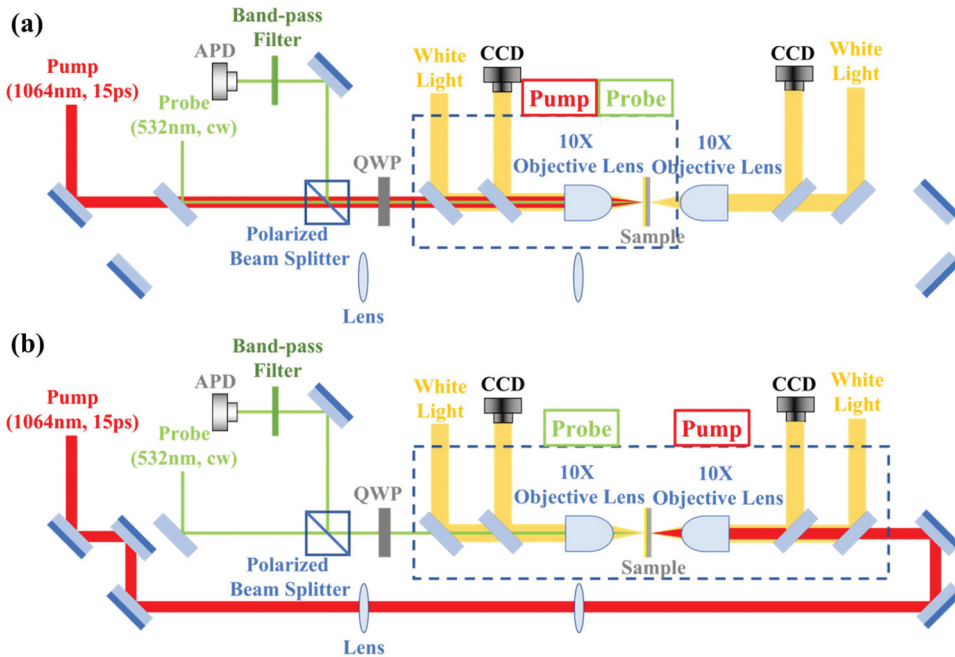 (a)
Band-pass
Filter
APD
Pump
(1064nm, 15ps)
Probe
(532nm, cw)
White
Light
CCD
CCD
White
Light
Pump
Probe
QWP
10X
Objective Lens
10X
Objective Lens
Polarized
Beam Splitter
Sample
Lens
(b)
Band-pass
Filter
APD
Pump
(1064nm, 15ps)
Probe
(532nm, cw)
White
Light
CCD
CCD
White
Light
Probe
Pump
QWP
10X
Objective Lens
10X
Objective Lens
Polarized
Beam Splitter
Sample
Lens